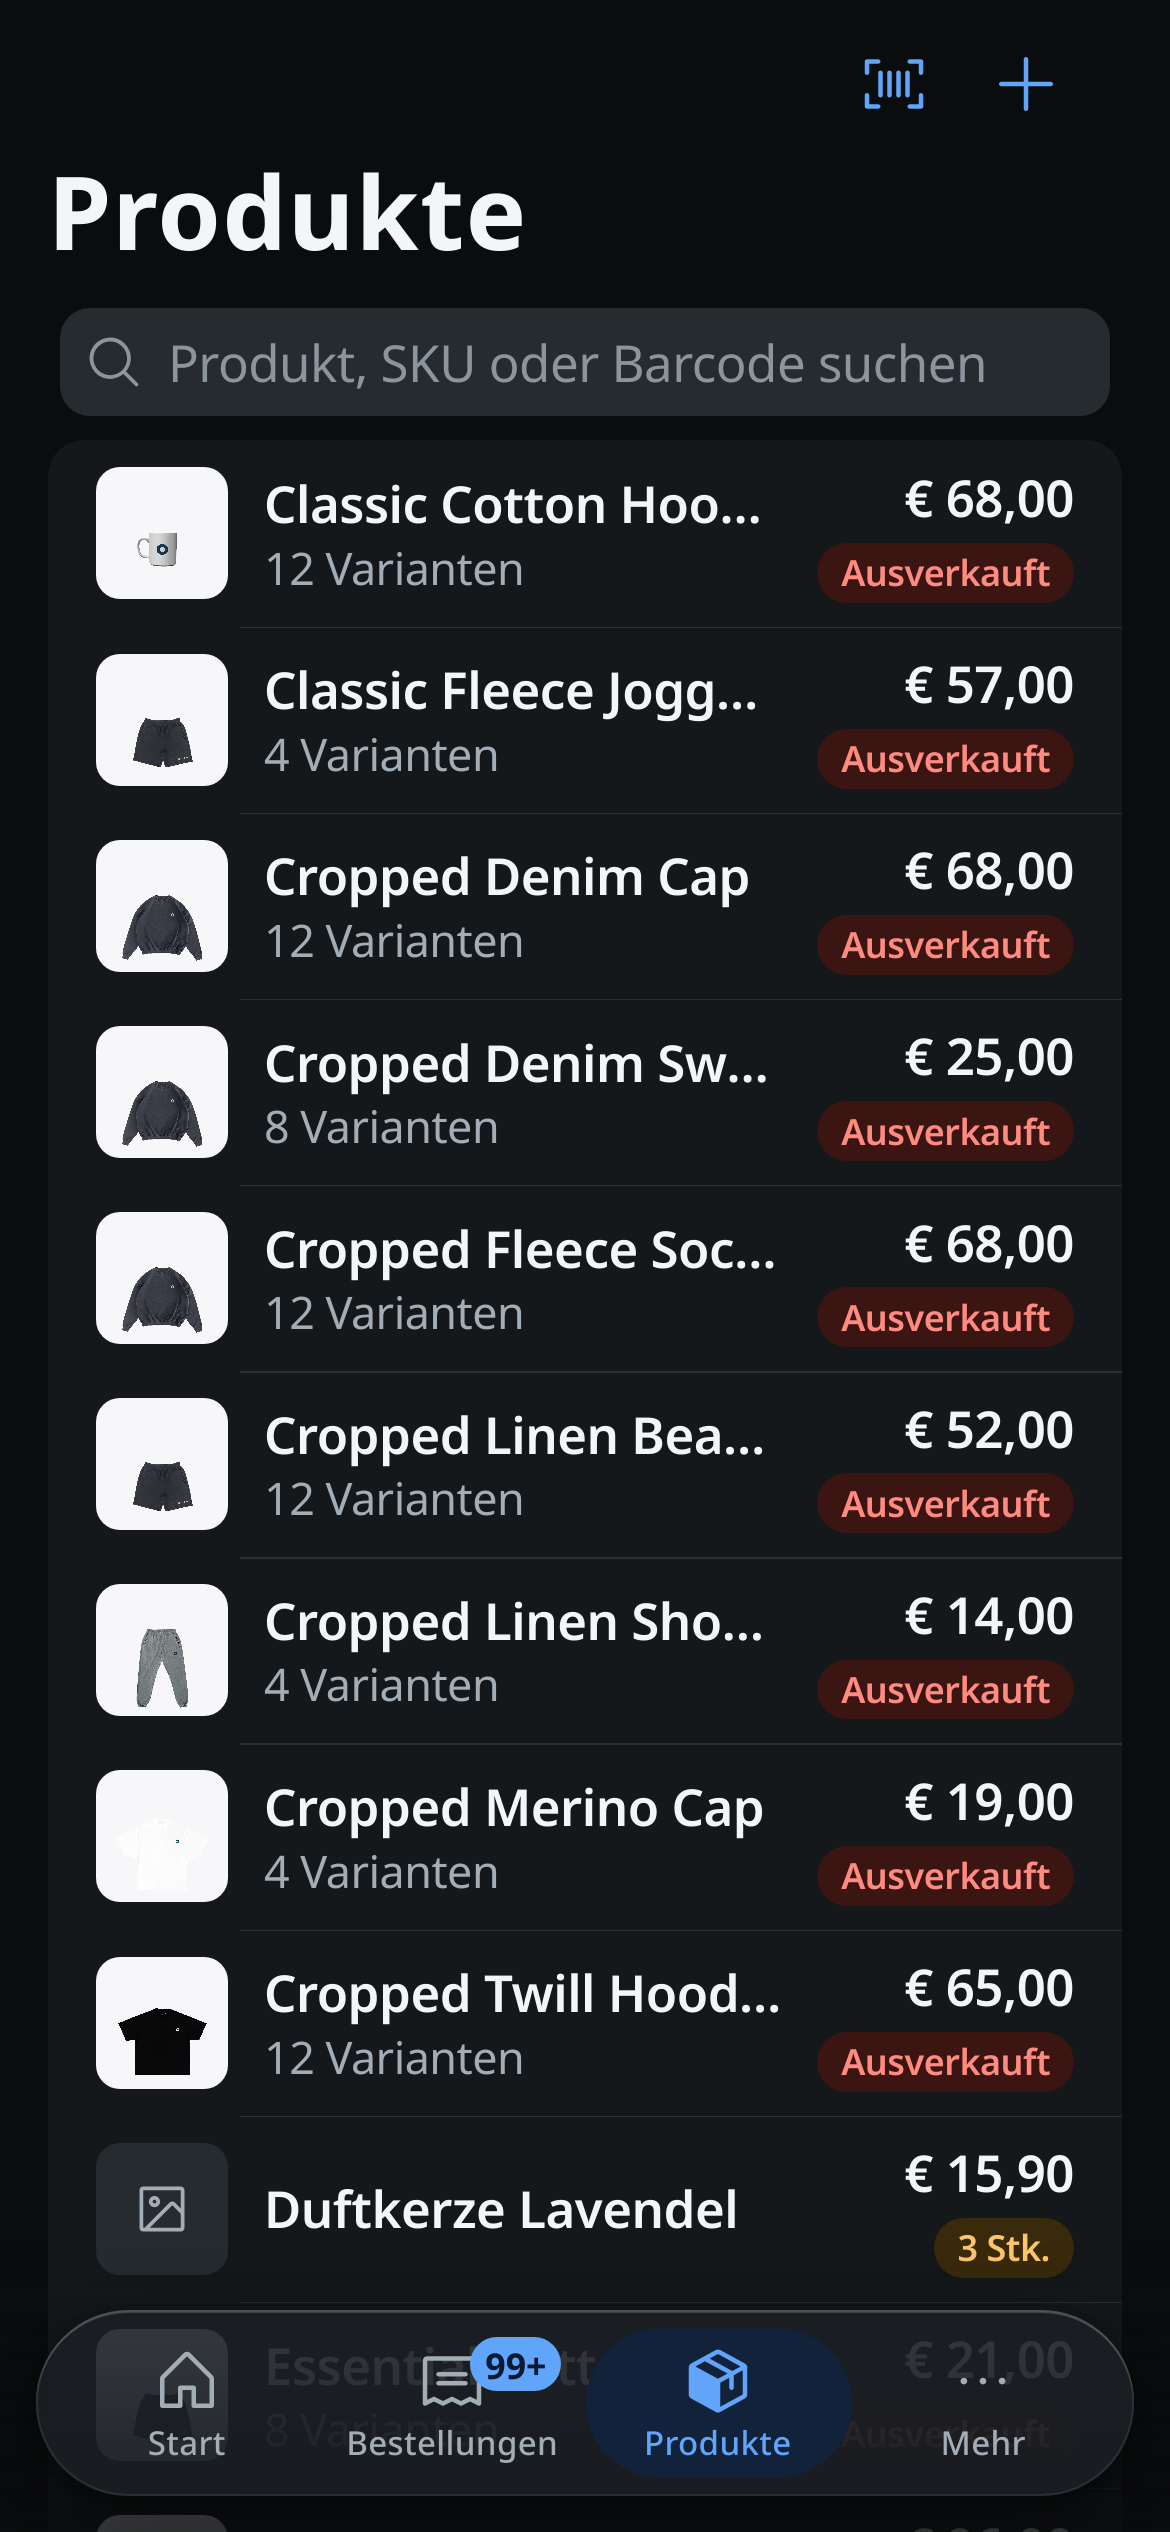 Produkte
Produkt, SKU oder Barcode suchen
Classic Cotton Hoo...
€ 68,00
12 Varianten
Ausverkauft
Classic Fleece Jogg...
€ 57,00
4 Varianten
Ausverkauft
Cropped Denim Cap
€ 68,00
12 Varianten
Ausverkauft
Cropped Denim Sw...
€ 25,00
8 Varianten
Ausverkauft
Cropped Fleece Soc...
€ 68,00
12 Varianten
Ausverkauft
Cropped Linen Bea...
€ 52,00
12 Varianten
Ausverkauft
Cropped Linen Sho...
€ 14,00
4 Varianten
Ausverkauft
Cropped Merino Cap
€ 19,00
4 Varianten
Ausverkauft
Cropped Twill Hood...
€ 65,00
12 Varianten
Ausverkauft
Duftkerze Lavendel
€ 15,90
3 Stk.
€ 21,00
8 Varianten
Ausverkauft
99+
Start
Bestellungen
Produkte
Mehr